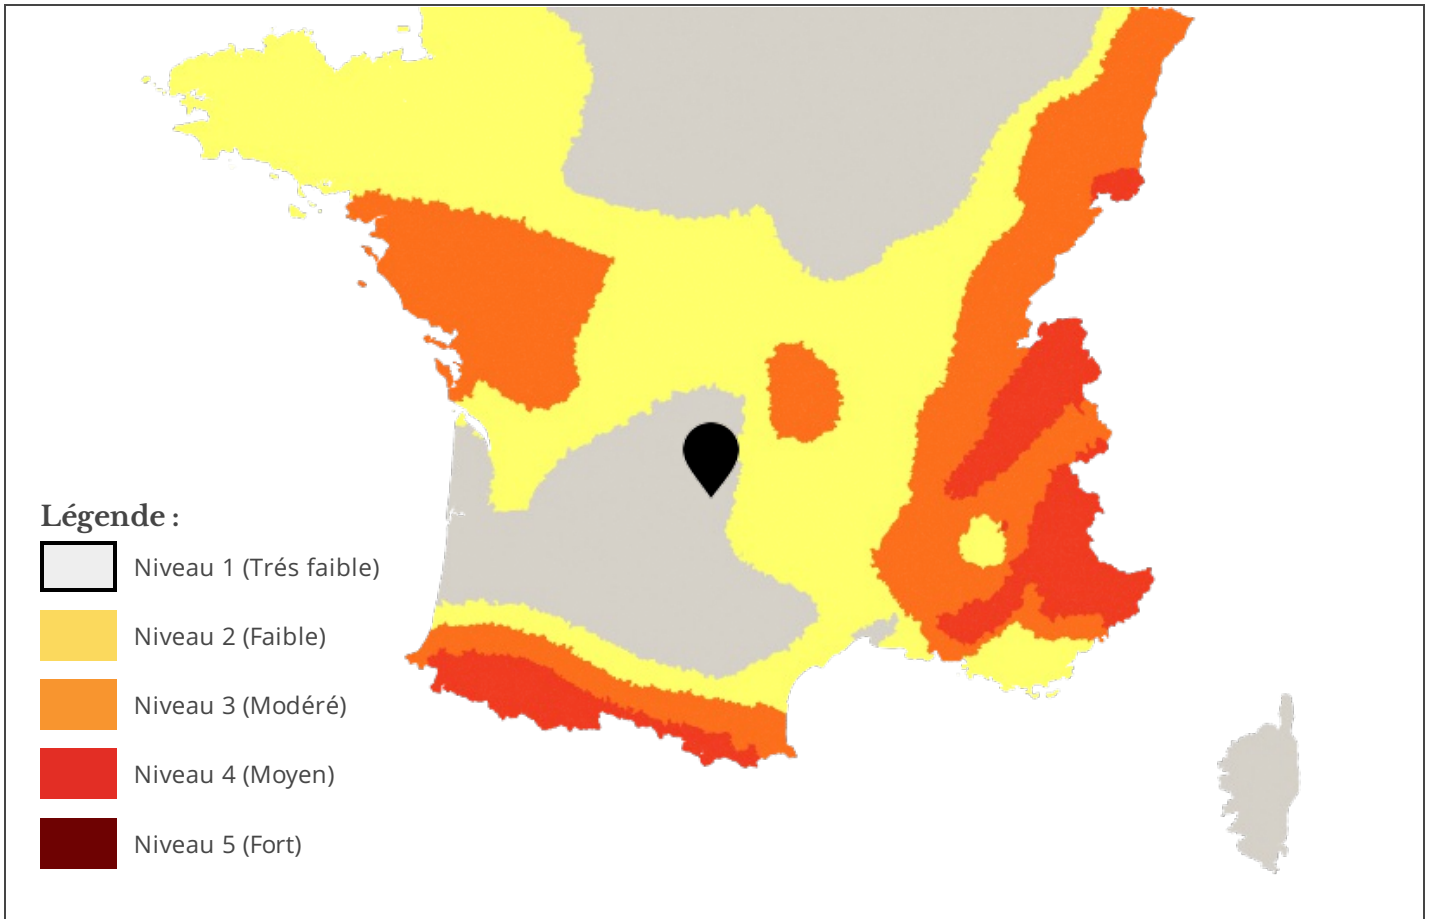 Légende :
Niveau 1 (Trés faible)
Niveau 2 (Faible)
Niveau 3 (Modéré)
Niveau 4 (Moyen)
Niveau 5 (Fort)